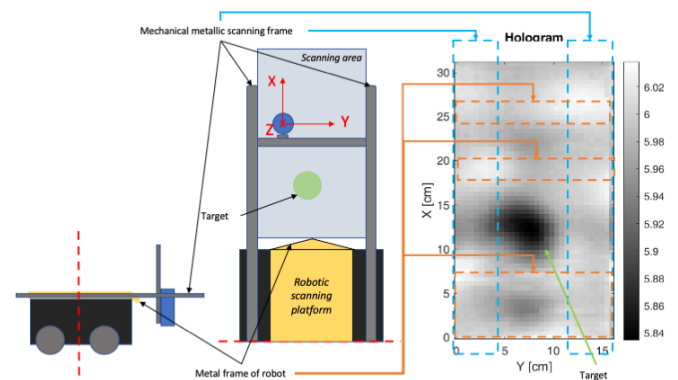 Mechanical metallic scanning frame
Scanning area
X
Y
Z
Target
Robotic
scanning
platform
Metal frame of robot
Hologram
30
25
20
15
10
5
0
X [cm]
0
5
10
15
Y [cm]
6.02
6
5.98
5.96
5.94
5.92
5.9
5.88
5.86
5.84
Target